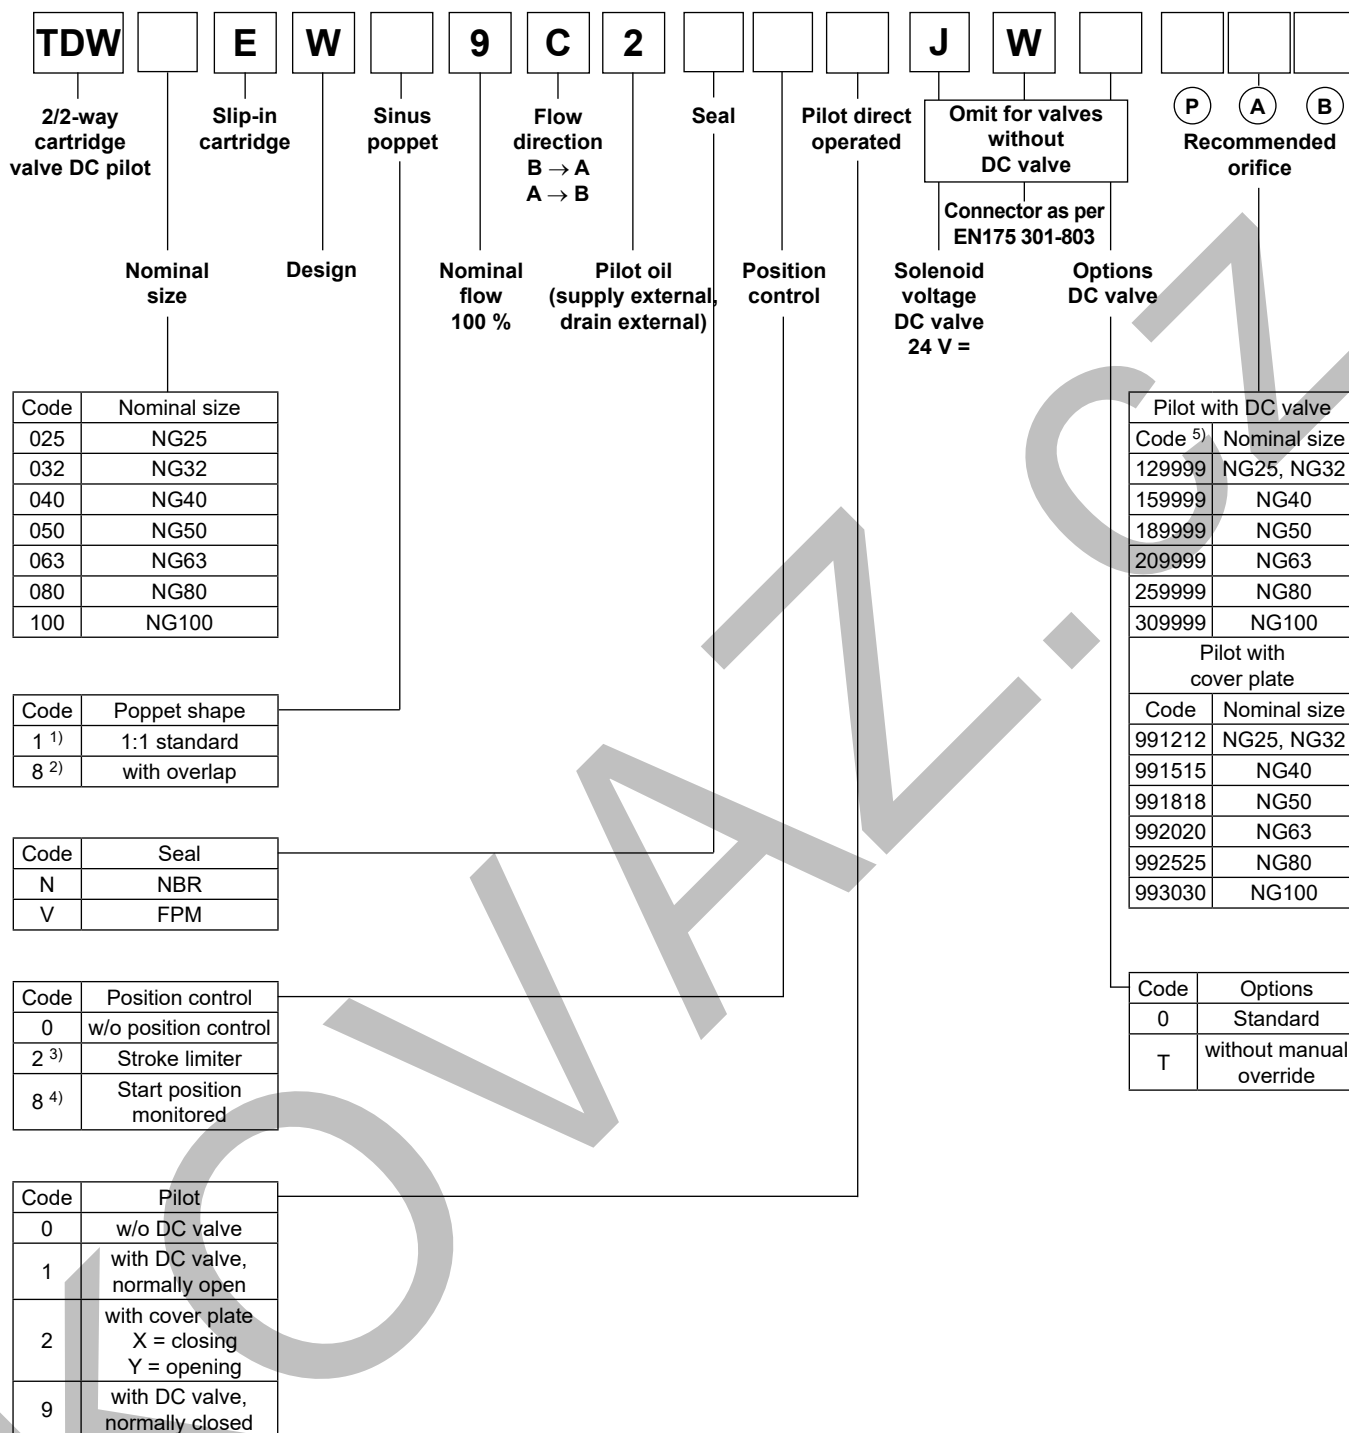 TDW E W 9 C 2 J W
2/2-way
cartridge
valve DC pilot
Slip-in
cartridge
Sinus
poppet
Flow
direction
B → A
A → B
Seal
Pilot direct
operated
Omit for valves
without
DC valve
P A B
Recommended
orifice
Connector as per
EN175 301-803
Nominal
size
Design
Nominal
flow
100 %
Pilot oil
(supply external,
drain external)
Position
control
Solenoid
voltage
DC valve
24 V =
Options
DC valve
Code Nominal size
025 NG25
032 NG32
040 NG40
050 NG50
063 NG63
080 NG80
100 NG100
Code Poppet shape
1 1) 1:1 standard
8 2) with overlap
Code Seal
N NBR
V FPM
Code Position control
0 w/o position control
2 3) Stroke limiter
8 4) Start position
monitored
Code Pilot
0 w/o DC valve
1 with DC valve,
normally open
2 with cover plate
X = closing
Y = opening
9 with DC valve,
normally closed
Pilot with DC valve
Code 5) Nominal size
129999 NG25, NG32
159999 NG40
189999 NG50
209999 NG63
259999 NG80
309999 NG100
Pilot with
cover plate
Code Nominal size
991212 NG25, NG32
991515 NG40
991818 NG50
992020 NG63
992525 NG80
993030 NG100
Code Options
0 Standard
T without manual
override
KOVAZ.cz